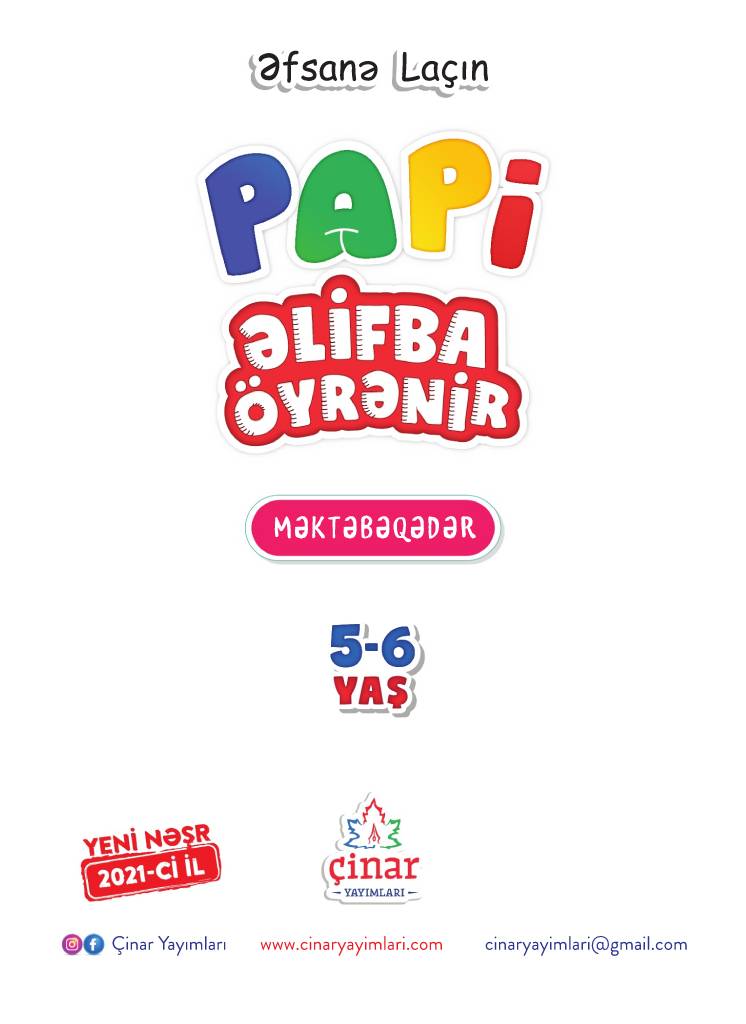 Əfsanə Laçın
PAPi
ƏLİFBA
ÖYRƏNİR
MƏKTƏBƏQƏDƏR
5-6
YAŞ
YENİ NƏŞR
2021-Cİ İL
çinar
YAYIMLARI
Çinar Yayımları www.cinaryayimlari.com cinaryayimlari@gmail.com